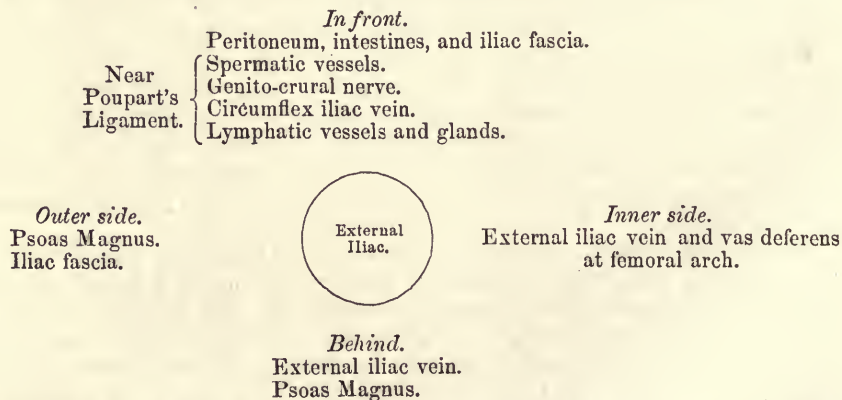 In front.
Peritoneum, intestines, and iliac fascia.
Near
Poupart's
Ligament.
Spermatic vessels.
Genito-crural nerve.
Circumflex iliac vein.
Lymphatic vessels and glands.
Outer side.
Psoas Magnus.
Iliac fascia.
External
Iliac.
Inner side.
External iliac vein and vas deferens
at femoral arch.
Behind.
External iliac vein.
Psoas Magnus.